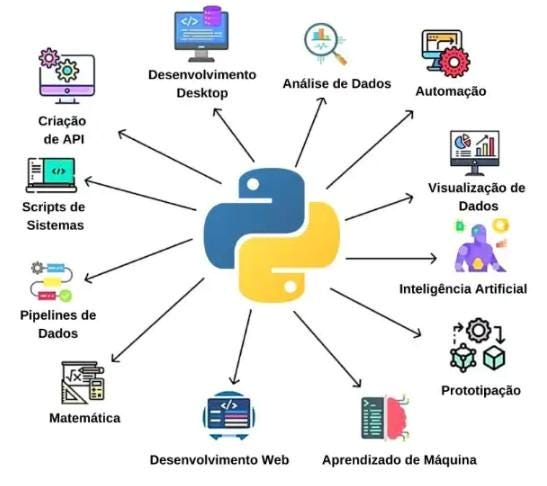 Desenvolvimento
Desktop
Análise de Dados
Automação
Criação
de API
Visualização de
Dados
Scripts de
Sistemas
Inteligência Artificial
Pipelines de
Dados
Prototipação
Matemática
Desenvolvimento Web
Aprendizado de Máquina